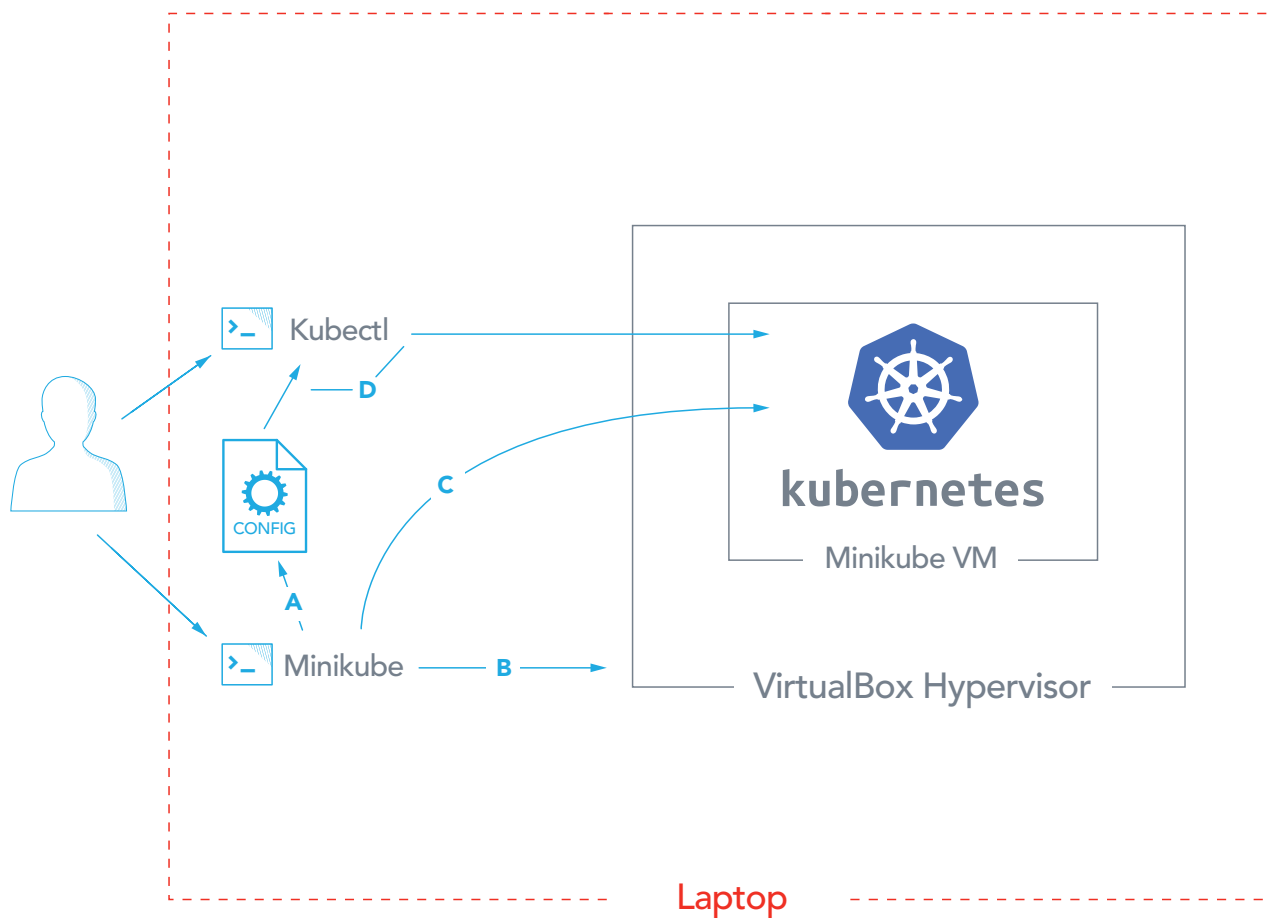 >_ Kubectl
D
C
kubernetes
CONFIG
Minikube VM
A
>_ Minikube
B
VirtualBox Hypervisor
Laptop